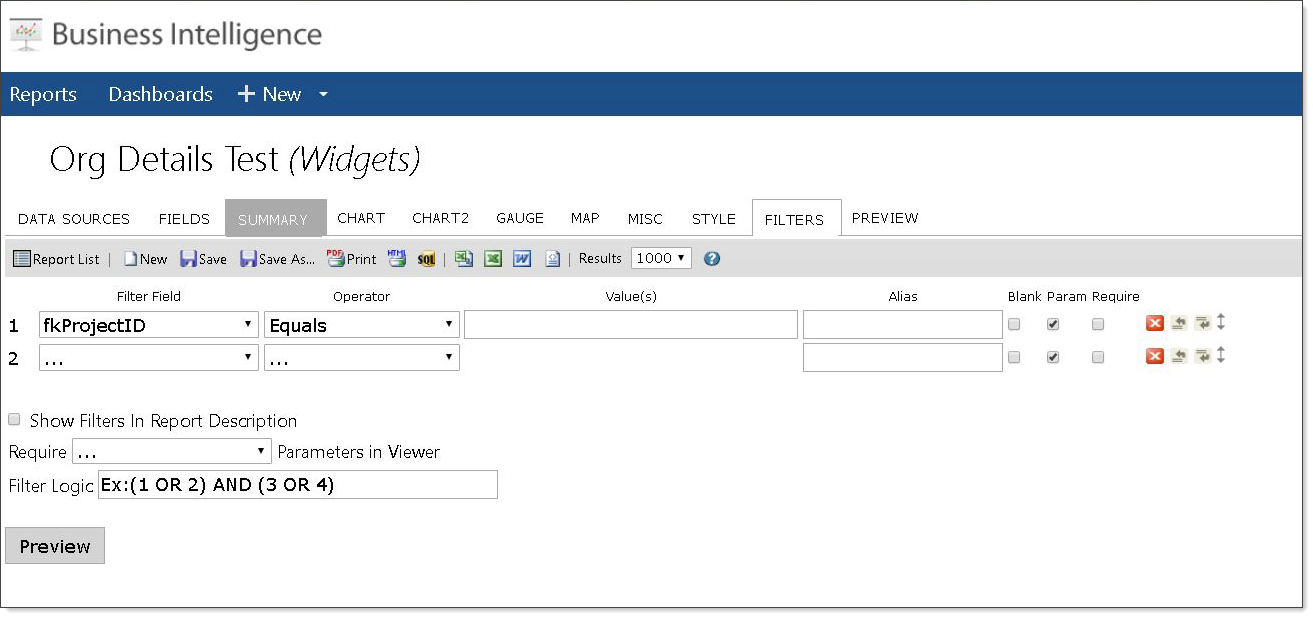 Business Intelligence
Reports Dashboards + New
Org Details Test (Widgets)
DATA SOURCES FIELDS SUMMARY CHART CHART2 GAUGE MAP MISC STYLE FILTERS PREVIEW
Report List | New Save Save As... PDF Print HTML SQL | | Results 1000 ?
Filter Field Operator Value(s) Alias Blank Param Require
1 fkProjectID Equals
2 ... ...
Show Filters In Report Description
Require ... Parameters in Viewer
Filter Logic Ex:(1 OR 2) AND (3 OR 4)
Preview